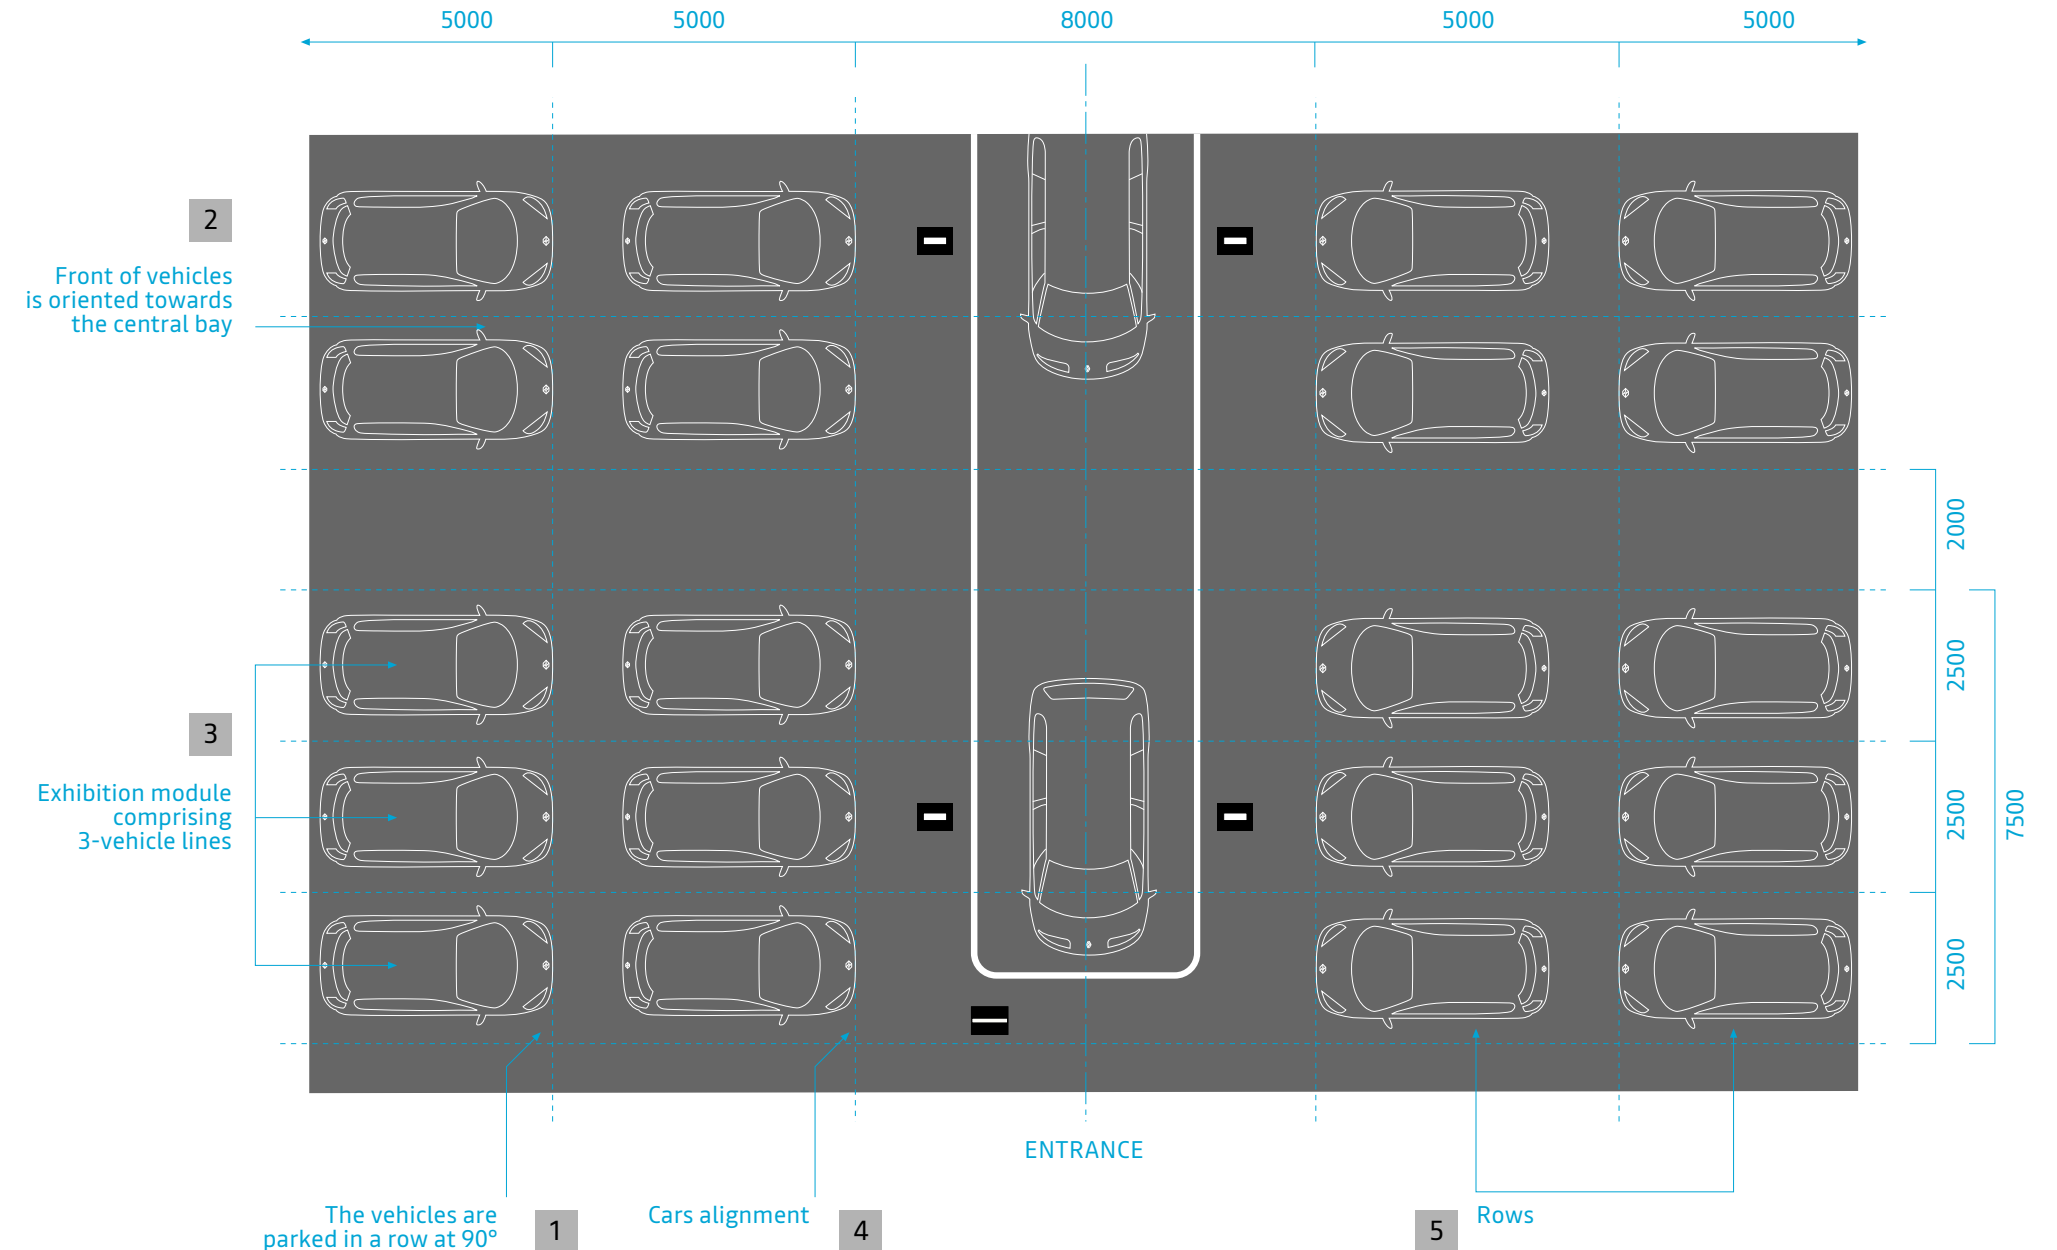 5000
5000
8000
5000
5000
2
Front of vehicles
is oriented towards
the central bay
2000
2500
3
Exhibition module
comprising
3-vehicle lines
2500
7500
2500
ENTRANCE
The vehicles are
parked in a row at 90°
1
Cars alignment
4
5
Rows